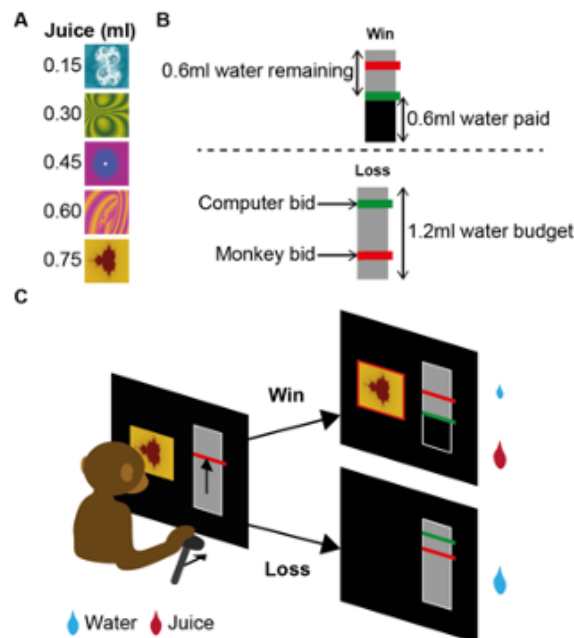 A
Juice (ml)
0.15
0.30
0.45
0.60
0.75
B
Win
0.6ml water remaining
0.6ml water paid
Loss
Computer bid
1.2ml water budget
Monkey bid
C
Win
Loss
Water
Juice